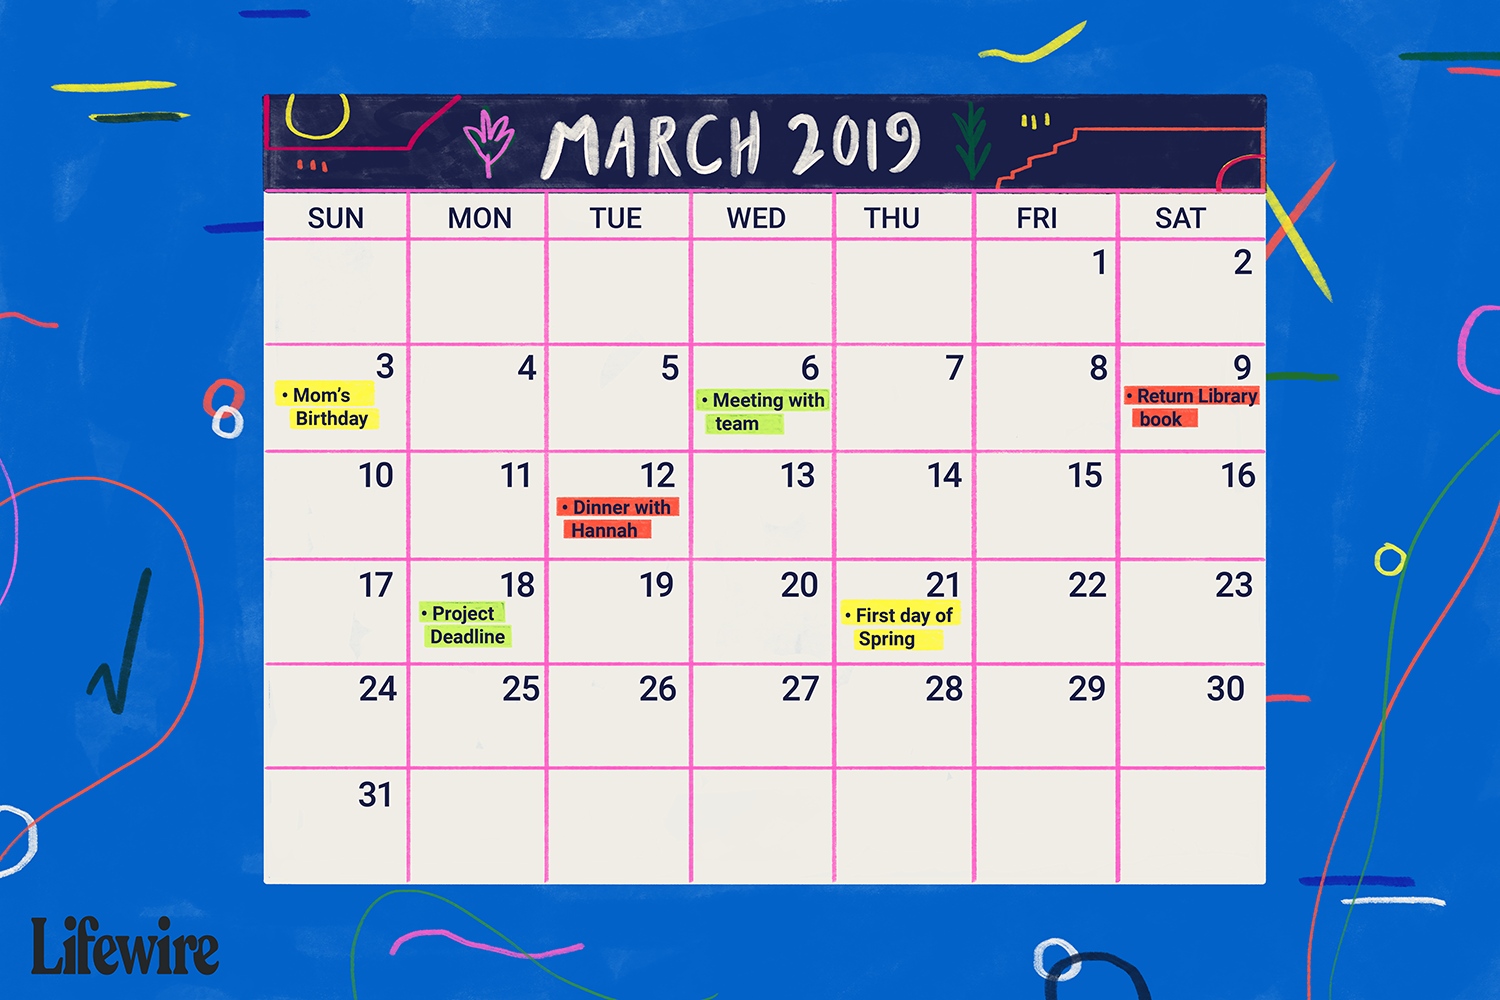 MARCH 2019
SUN MON TUE WED THU FRI SAT
1 2
3 4 5 6 7 8 9
• Mom's
Birthday
• Meeting with
team
• Return Library
book
10 11 12 13 14 15 16
• Dinner with
Hannah
17 18 19 20 21 22 23
• Project
Deadline
• First day of
Spring
24 25 26 27 28 29 30
31
Lifewire